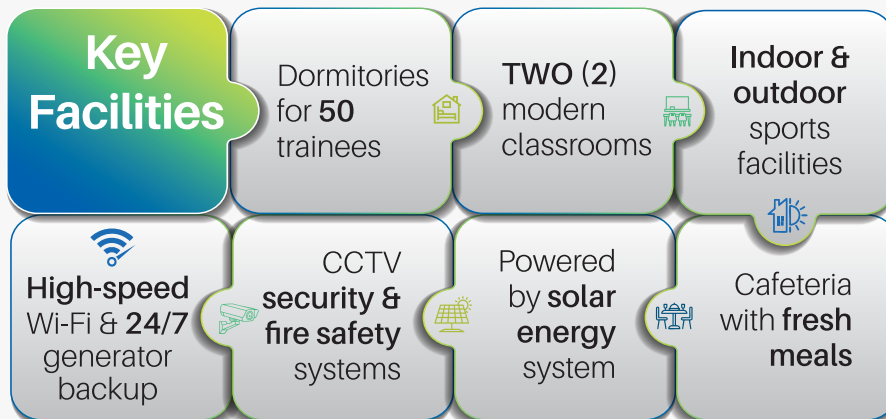 Key
Facilities
Dormitories
for 50
trainees
TWO (2)
modern
classrooms
Indoor &
outdoor
sports
facilities
Cafeteria
with fresh
meals
Powered
by solar
energy
system
CCTV
security &
fire safety
systems
High-speed
Wi-Fi & 24/7
generator
backup